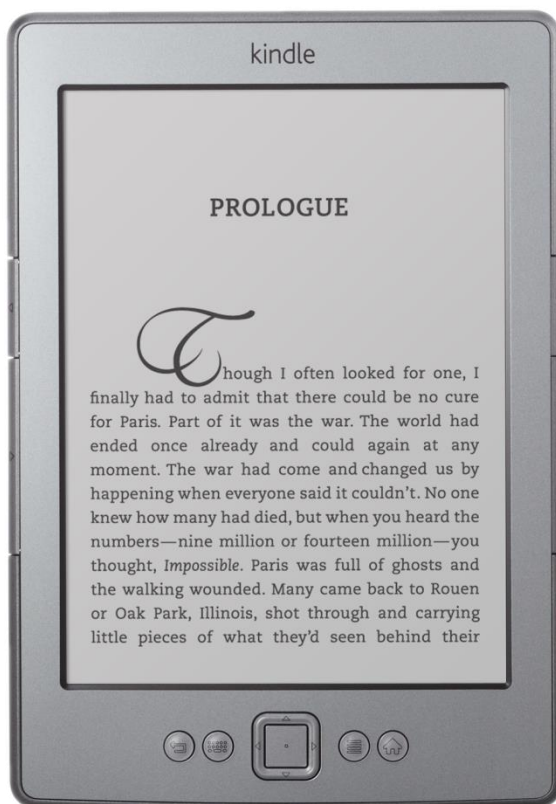 kindle
PROLOGUE
Though I often looked for one, I
finally had to admit that there could be no cure
for Paris. Part of it was the war. The world had
ended once already and could again at any
moment. The war had come and changed us by
happening when everyone said it couldn't. No one
knew how many had died, but when you heard the
numbers—nine million or fourteen million—you
thought, Impossible. Paris was full of ghosts and
the walking wounded. Many came back to Rouen
or Oak Park, Illinois, shot through and carrying
little pieces of what they'd seen behind their